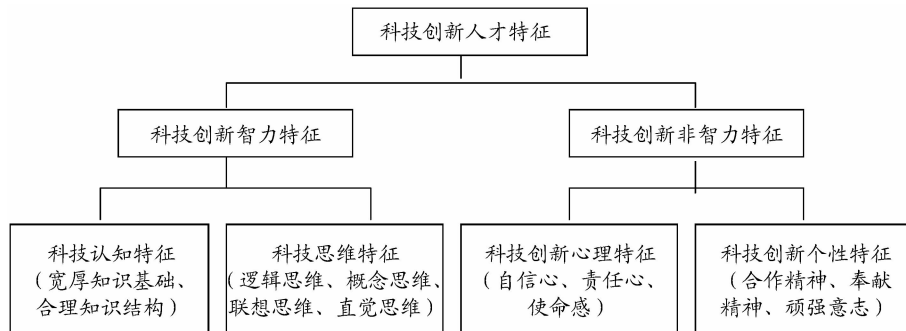 科技创新人才特征
科技创新智力特征
科技创新非智力特征
科技认知特征
(宽厚知识基础、
合理知识结构)
科技思维特征
(逻辑思维、概念思维、
联想思维、直觉思维)
科技创新心理特征
(自信心、责任心、
使命感)
科技创新个性特征
(合作精神、奉献
精神、顽强意志)